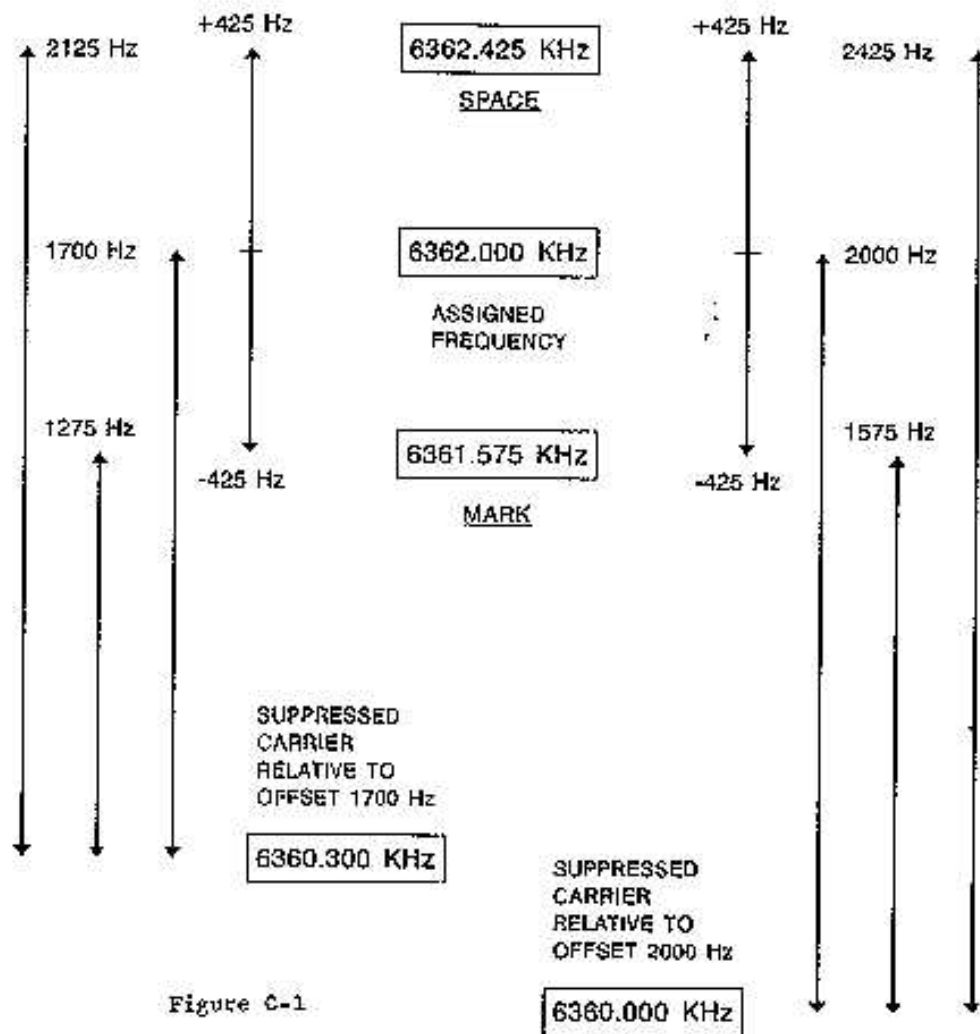 +425 Hz
+425 Hz
2125 Hz
6362.425 KHz
2425 Hz
SPACE
1700 Hz
6362.000 KHz
2000 Hz
ASSIGNED
FREQUENCY
1275 Hz
6361.575 KHz
1575 Hz
-425 Hz
-425 Hz
MARK
SUPPRESSED
CARRIER
RELATIVE TO
OFFSET 1700 Hz
6360.300 KHz
SUPPRESSED
CARRIER
RELATIVE TO
OFFSET 2000 Hz
6360.000 KHz
Figure C-1